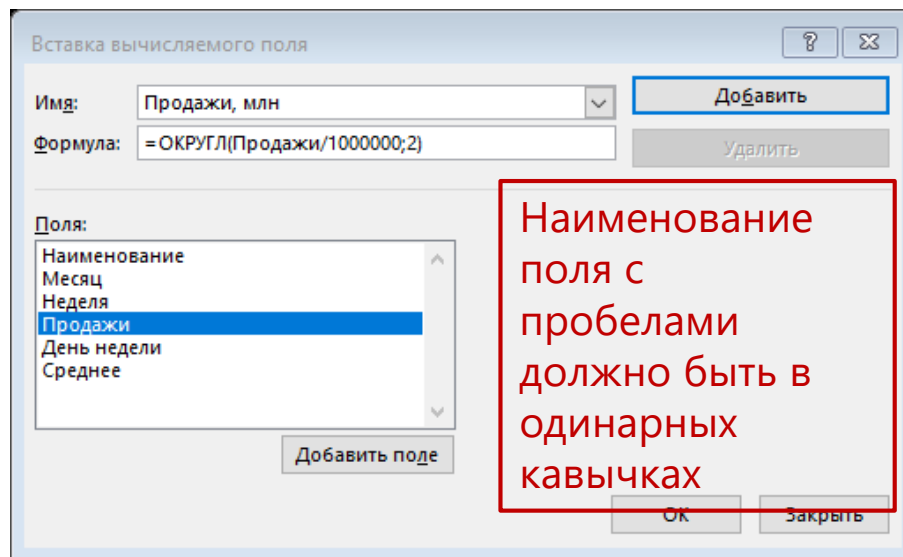 Вставка вычисляемого поля
Имя: Продажи, млн Добавить
Формула: =ОКРУГЛ(Продажи/1000000;2) Удалить
Поля:
Наименование
Месяц
Неделя
Продажи
День недели
Среднее
Добавить поле
Наименование
поля с
пробелами
должно быть в
одинарных
кавычках
ОК Закрыть